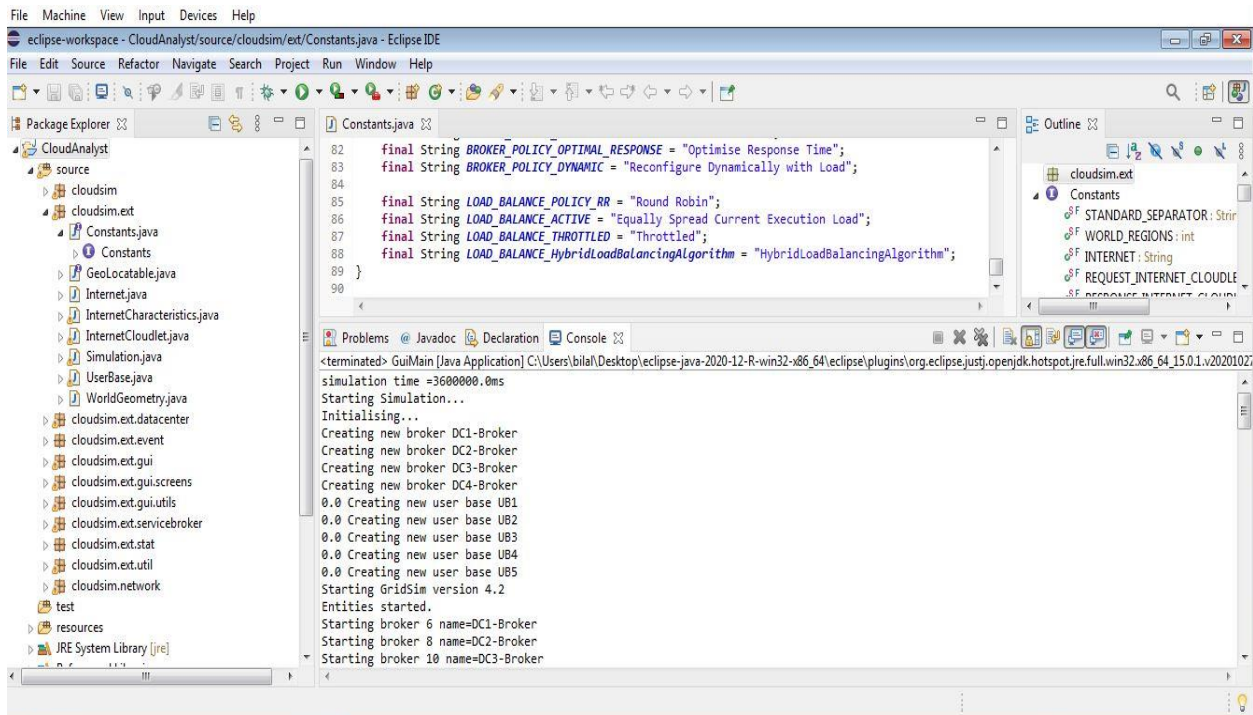 File Machine View Input Devices Help
eclipse-workspace - CloudAnalyst/source/cloudsim/ext/Constants.java - Eclipse IDE
File Edit Source Refactor Navigate Search Project Run Window Help
Package Explorer
CloudAnalyst
source
cloudsim
cloudsim.ext
Constants.java
Constants
GeoLocatable.java
Internet.java
InternetCharacteristics.java
InternetCloudlet.java
Simulation.java
UserBase.java
WorldGeometry.java
cloudsim.ext.datacenter
cloudsim.ext.event
cloudsim.ext.gui
cloudsim.ext.gui.screens
cloudsim.ext.gui.utils
cloudsim.ext.servicebroker
cloudsim.ext.stat
cloudsim.ext.util
cloudsim.network
test
resources
JRE System Library [jre]
Constants.java
82 final String BROKER_POLICY_OPTIMAL_RESPONSE = "Optimise Response Time";
83 final String BROKER_POLICY_DYNAMIC = "Reconfigure Dynamically with Load";
84
85 final String LOAD_BALANCE_POLICY_RR = "Round Robin";
86 final String LOAD_BALANCE_ACTIVE = "Equally Spread Current Execution Load";
87 final String LOAD_BALANCE_THROTTLED = "Throttled";
88 final String LOAD_BALANCE_HybridLoadBalancingAlgorithm = "HybridLoadBalancingAlgorithm";
89 }
90
Outline
cloudsim.ext
Constants
STANDARD_SEPARATOR : Strin
WORLD_REGIONS : int
INTERNET : String
REQUEST_INTERNET_CLOUDLE
Problems @ Javadoc Declaration Console
<terminated> GuiMain [Java Application] C:\Users\bilal\Desktop\eclipse-java-2020-12-R-win32-x86_64\eclipse\plugins\org.eclipse.justj.openjdk.hotspot.jre.full.win32.x86_64_15.0.1.v20201027
simulation time =3600000.0ms
Starting Simulation...
Initialising...
Creating new broker DC1-Broker
Creating new broker DC2-Broker
Creating new broker DC3-Broker
Creating new broker DC4-Broker
0.0 Creating new user base UB1
0.0 Creating new user base UB2
0.0 Creating new user base UB3
0.0 Creating new user base UB4
0.0 Creating new user base UB5
Starting GridSim version 4.2
Entities started.
Starting broker 6 name=DC1-Broker
Starting broker 8 name=DC2-Broker
Starting broker 10 name=DC3-Broker